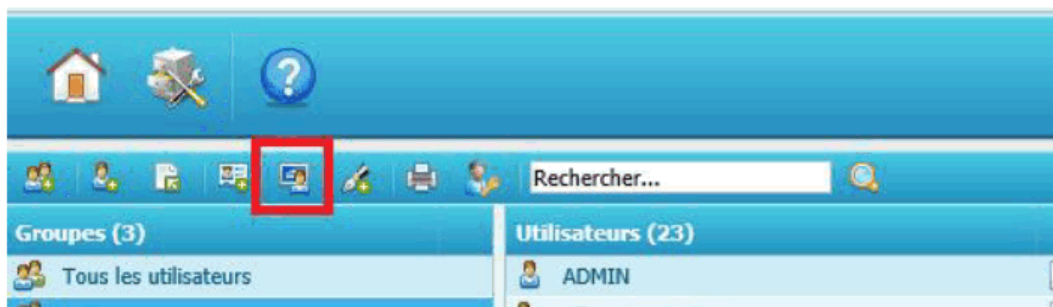 Rechercher...
Groupes (3)
Utilisateurs (23)
Tous les utilisateurs
ADMIN